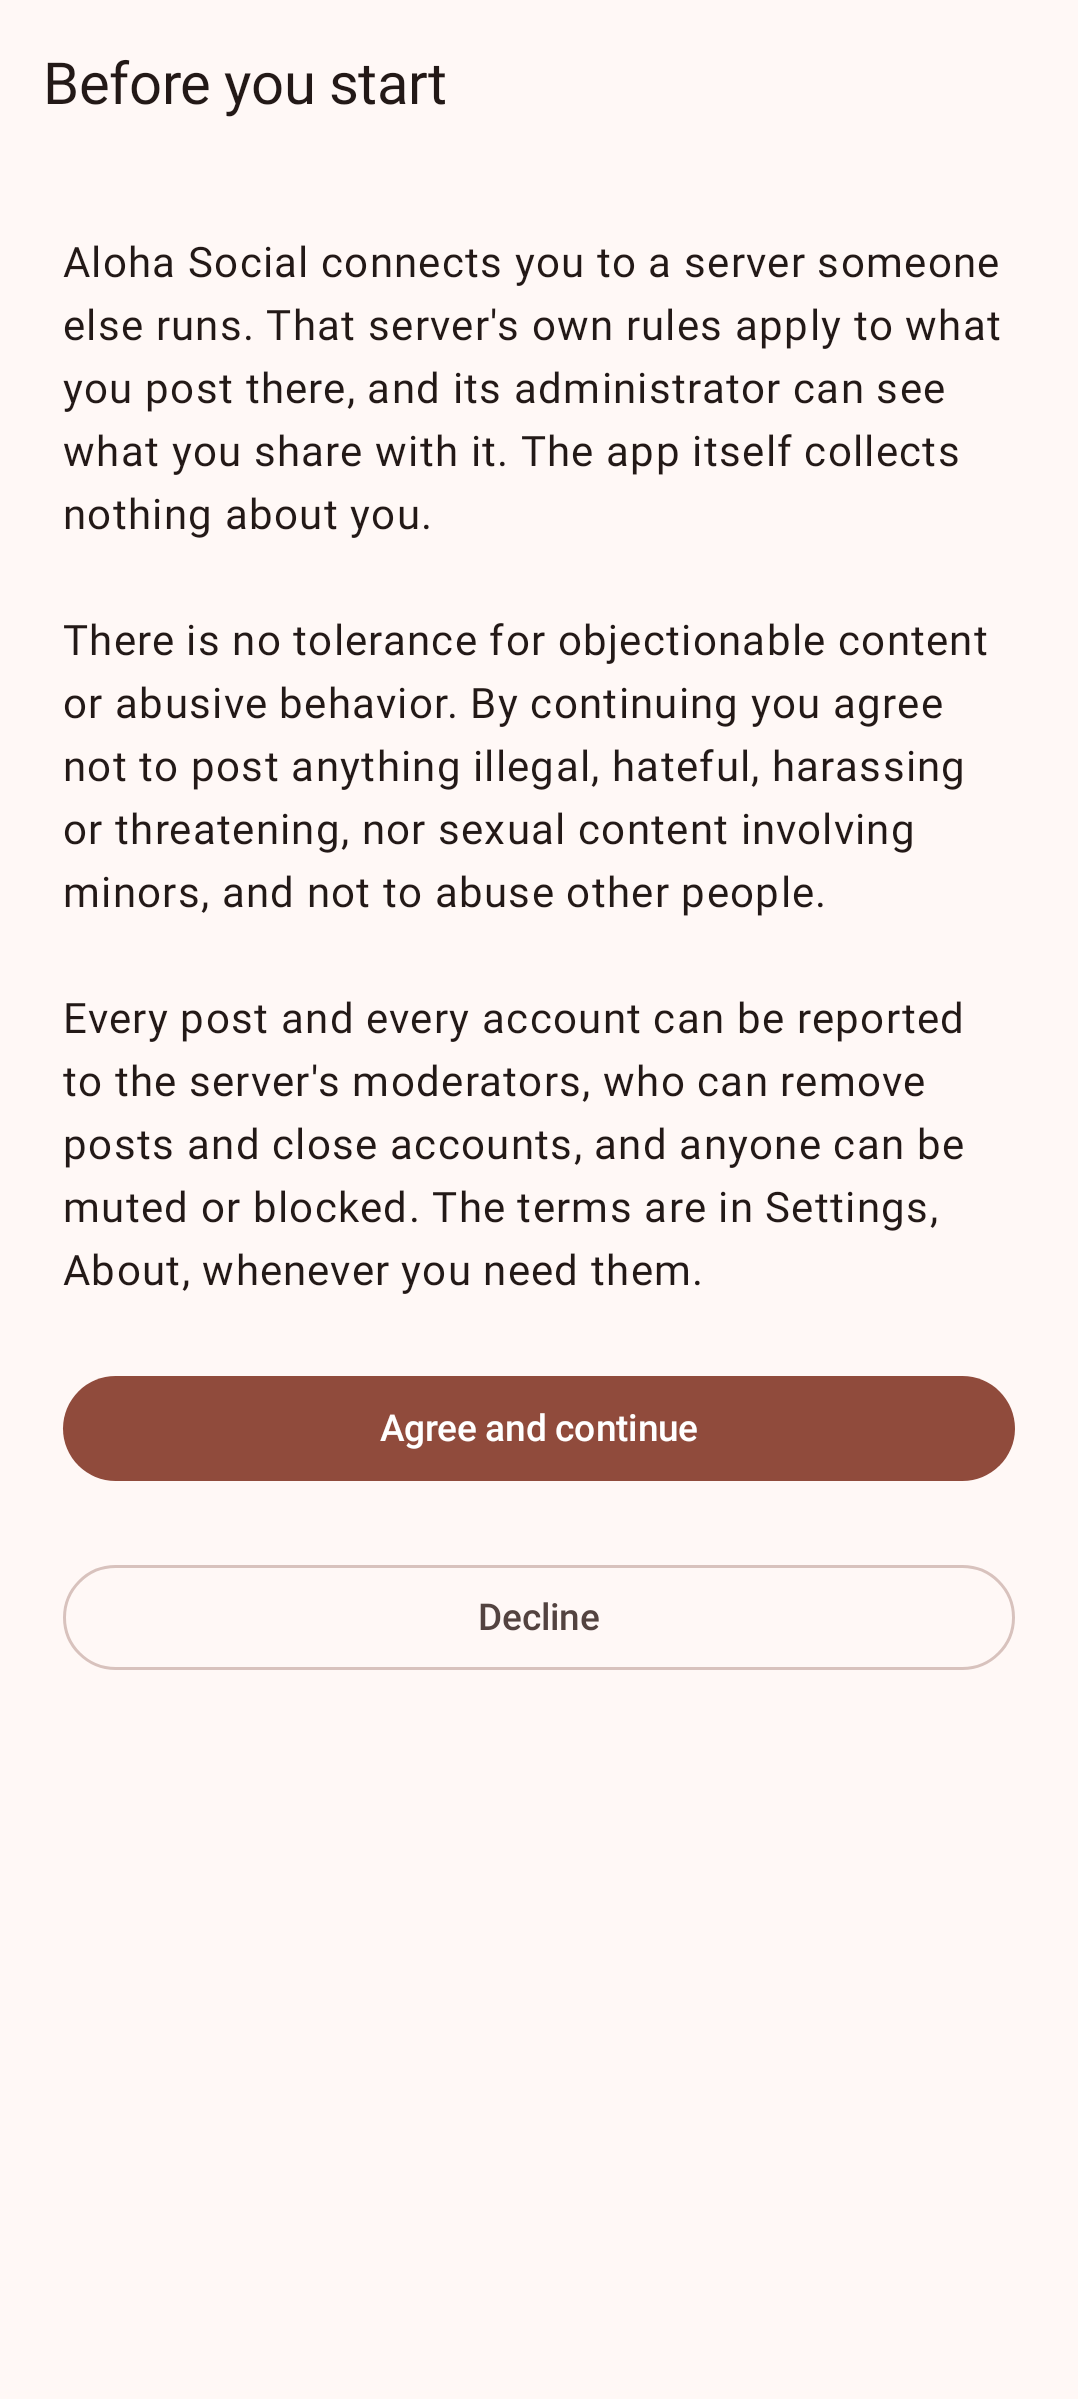 Before you start
Aloha Social connects you to a server someone
else runs. That server's own rules apply to what
you post there, and its administrator can see
what you share with it. The app itself collects
nothing about you.
There is no tolerance for objectionable content
or abusive behavior. By continuing you agree
not to post anything illegal, hateful, harassing
or threatening, nor sexual content involving
minors, and not to abuse other people.
Every post and every account can be reported
to the server's moderators, who can remove
posts and close accounts, and anyone can be
muted or blocked. The terms are in Settings,
About, whenever you need them.
Agree and continue
Decline